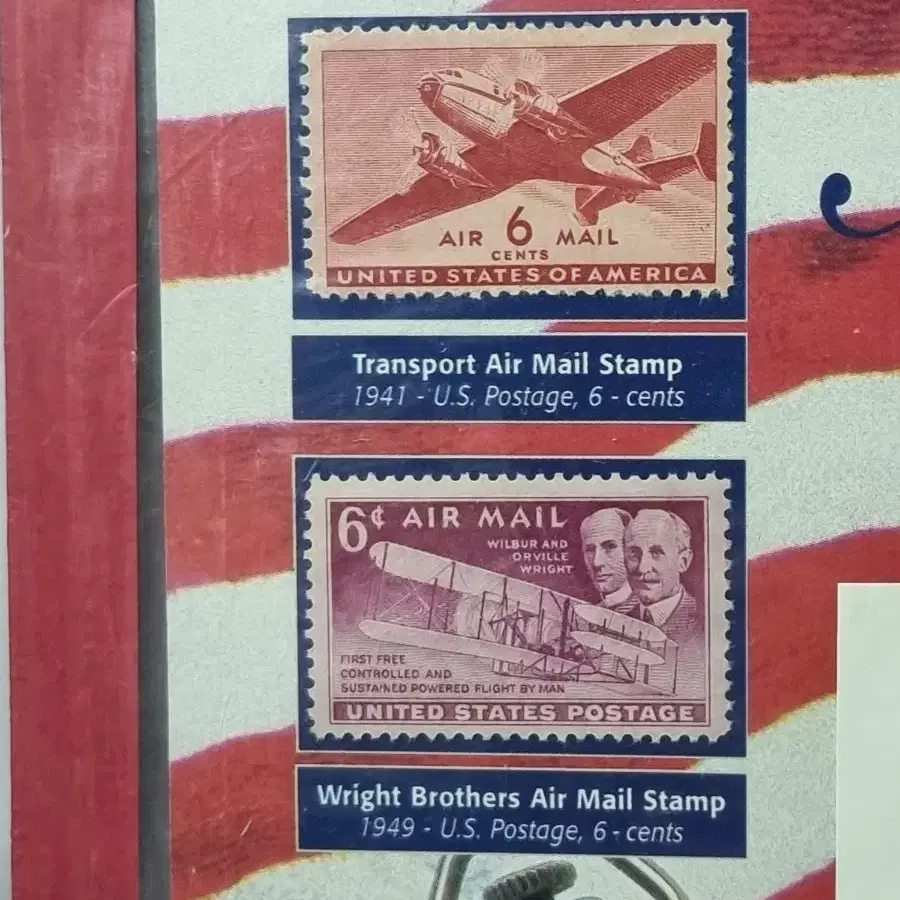 AIR 6 MAIL
CENTS
UNITED STATES OF AMERICA
Transport Air Mail Stamp
1941 - U.S. Postage, 6 - cents
6¢ AIR MAIL
WILBUR AND
ORVILLE
WRIGHT
FIRST FREE
CONTROLLED AND
SUSTAINED POWERED FLIGHT BY MAN
UNITED STATES POSTAGE
Wright Brothers Air Mail Stamp
1949 - U.S. Postage, 6 - cents